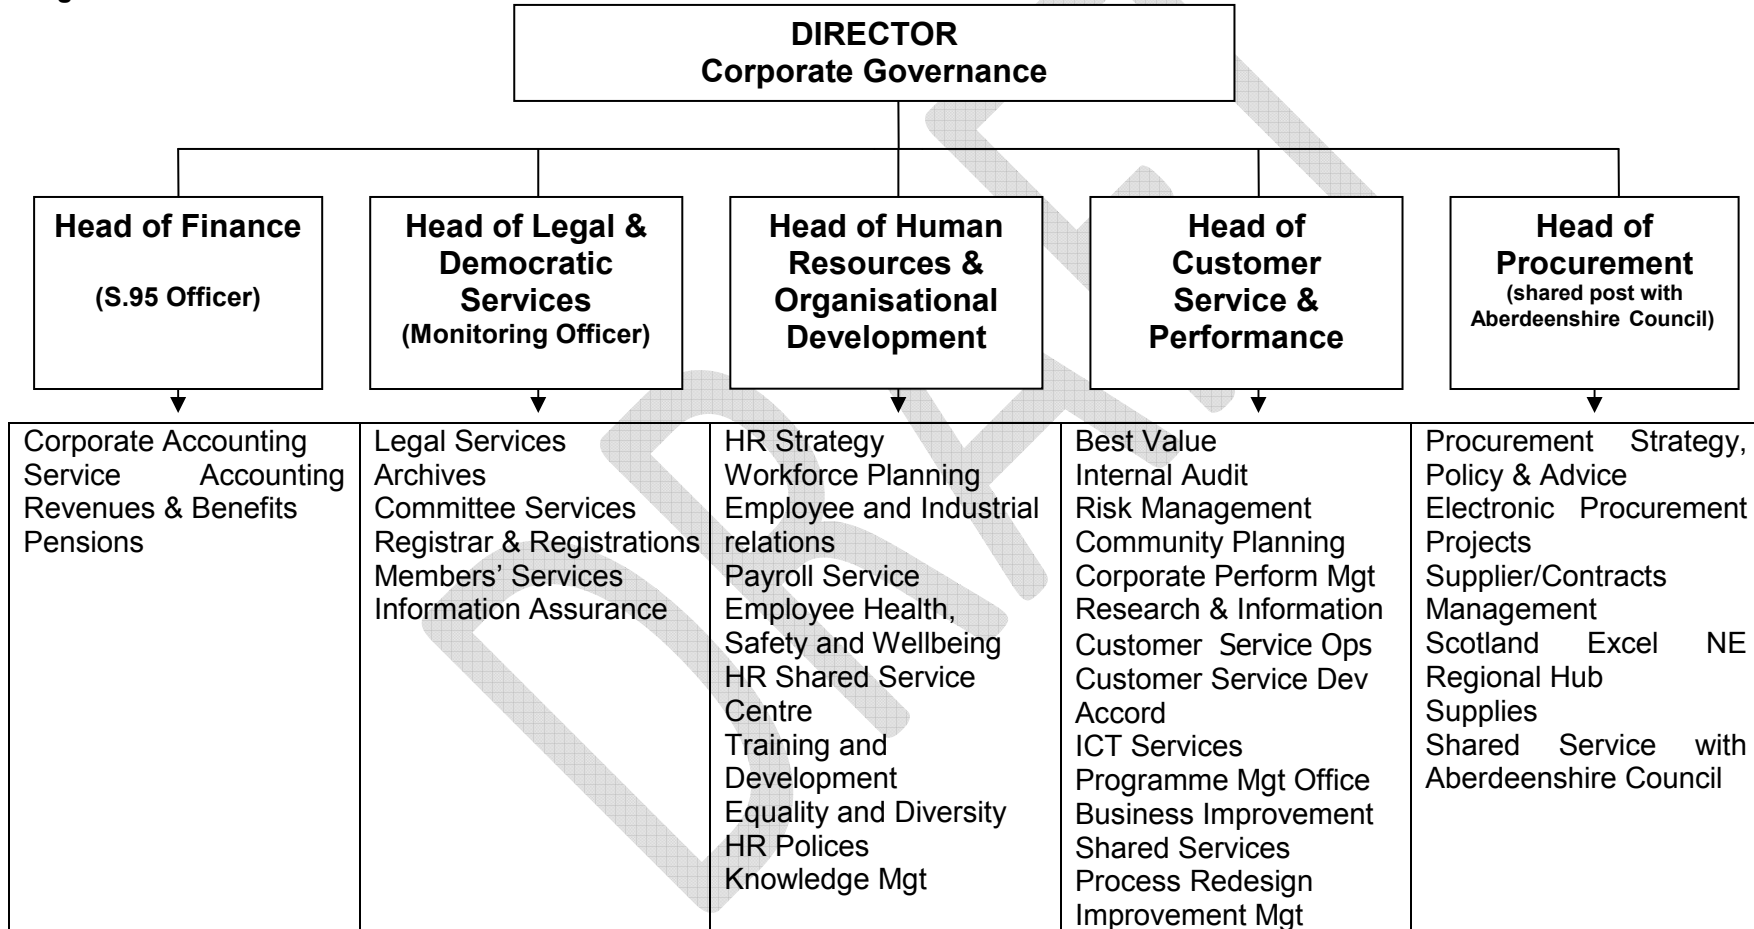 DIRECTOR
Corporate Governance
Head of Finance
(S.95 Officer)
Head of Legal &
Democratic
Services
(Monitoring Officer)
Head of Human
Resources &
Organisational
Development
Head of
Customer
Service &
Performance
Head of
Procurement
(shared post with
Aberdeenshire Council)
Corporate Accounting
Service Accounting
Revenues & Benefits
Pensions
Legal Services
Archives
Committee Services
Registrar & Registrations
Members’ Services
Information Assurance
HR Strategy
Workforce Planning
Employee and Industrial
relations
Payroll Service
Employee Health,
Safety and Wellbeing
HR Shared Service
Centre
Training and
Development
Equality and Diversity
HR Polices
Knowledge Mgt
Best Value
Internal Audit
Risk Management
Community Planning
Corporate Perform Mgt
Research & Information
Customer Service Ops
Customer Service Dev
Accord
ICT Services
Programme Mgt Office
Business Improvement
Shared Services
Process Redesign
Improvement Mgt
Procurement Strategy,
Policy & Advice
Electronic Procurement
Projects
Supplier/Contracts
Management
Scotland Excel NE
Regional Hub
Supplies
Shared Service with
Aberdeenshire Council
DRAFT